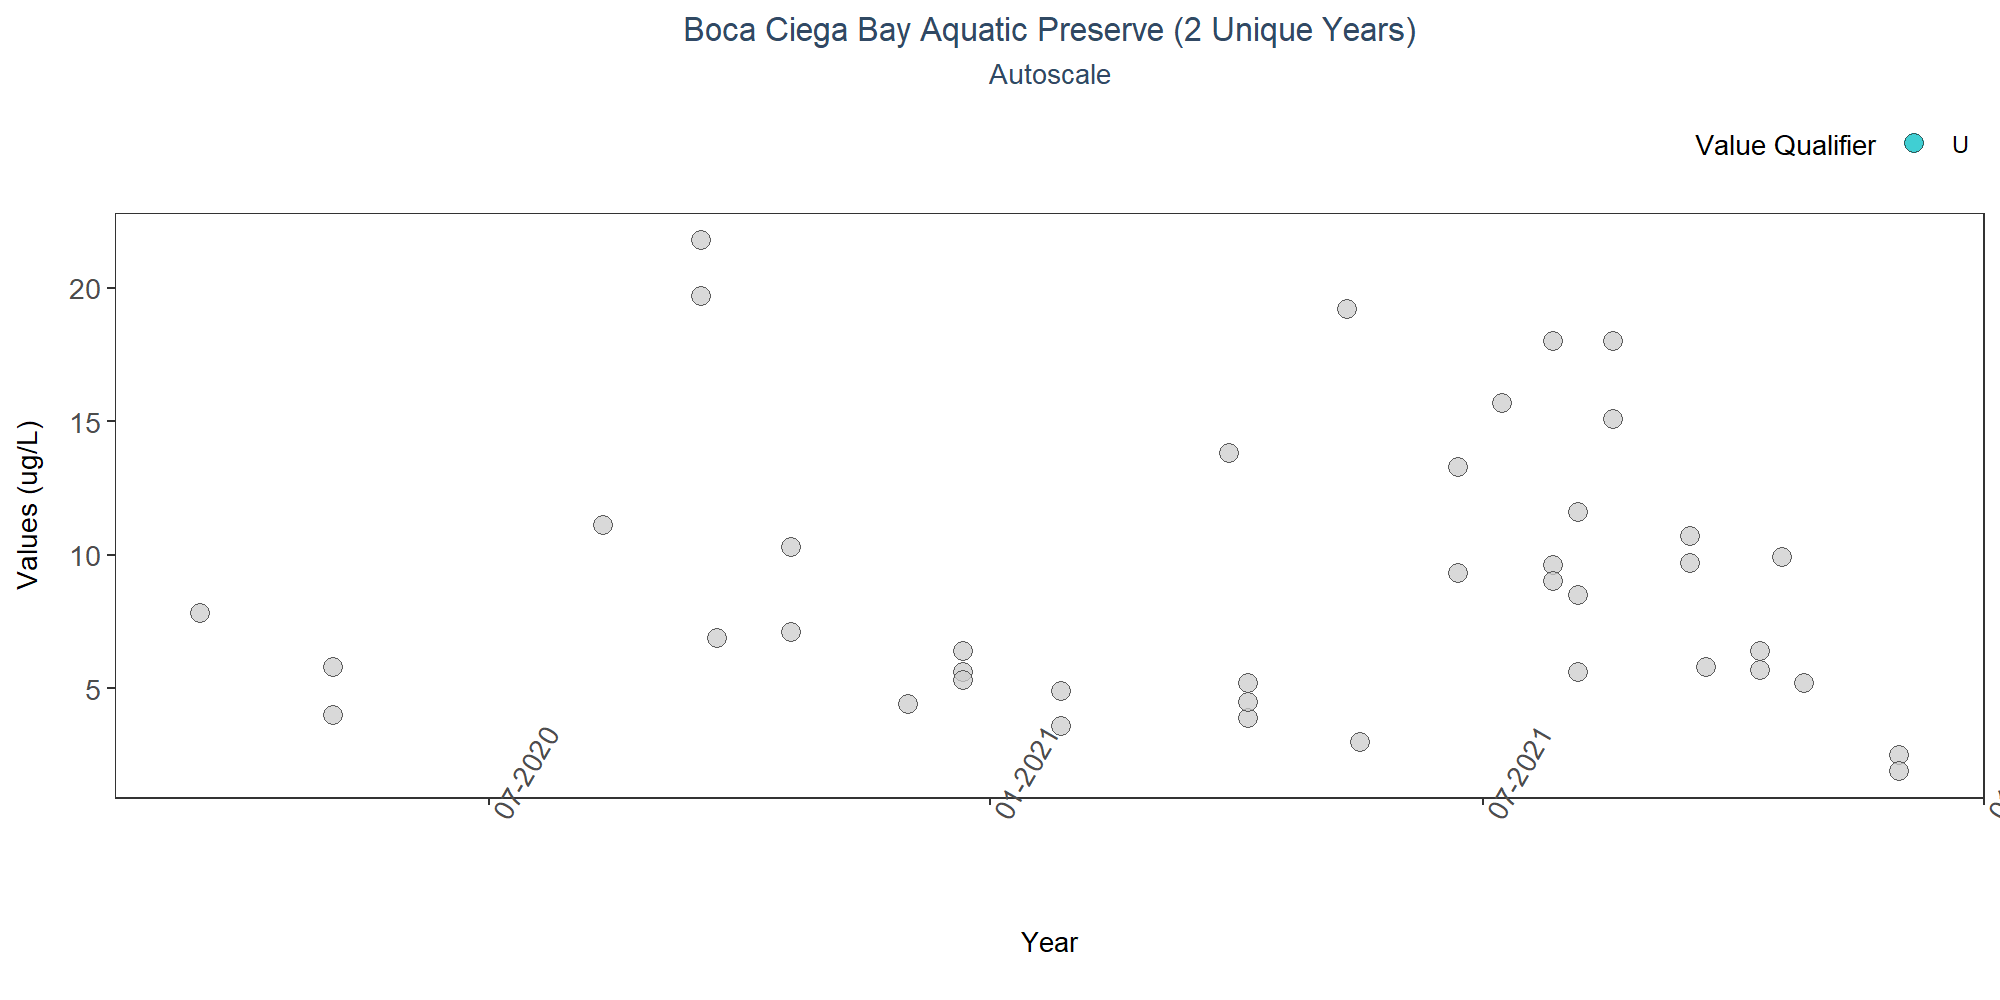 Boca Ciega Bay Aquatic Preserve (2 Unique Years)
Autoscale
Value Qualifier U
Values (ug/L)
20
15
10
5
07-2020
01-2021
07-2021
Year